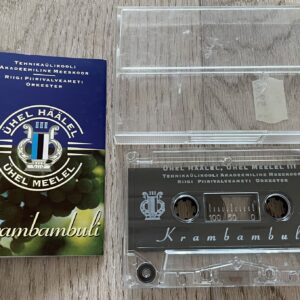 Tehnikaülikooli
Akadeemiline Meeskoor
Riigi Piirivalveameti
Orkester
ÜHEL HÄÄLEL
III
ÜHEL MEELEL
Krambambuli
ÜHEL HÄÄLEL, ÜHEL MEELEL III
Tehnikaülikooli Akadeemiline Meeskoor
Riigi Piirivalveameti
Orkester
100 50 0
Krambambuli